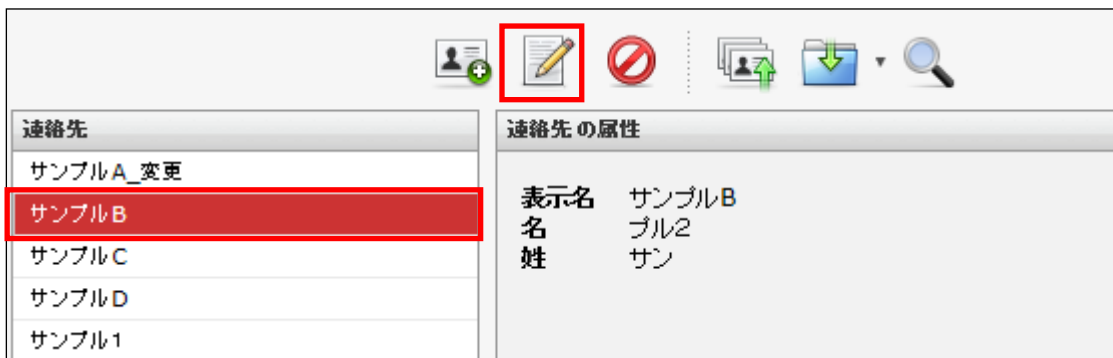 連絡先
サンプルA_変更
サンプルB
サンプルC
サンプルD
サンプル1
連絡先の属性
表示名 サンプルB
名 プル2
姓 サン